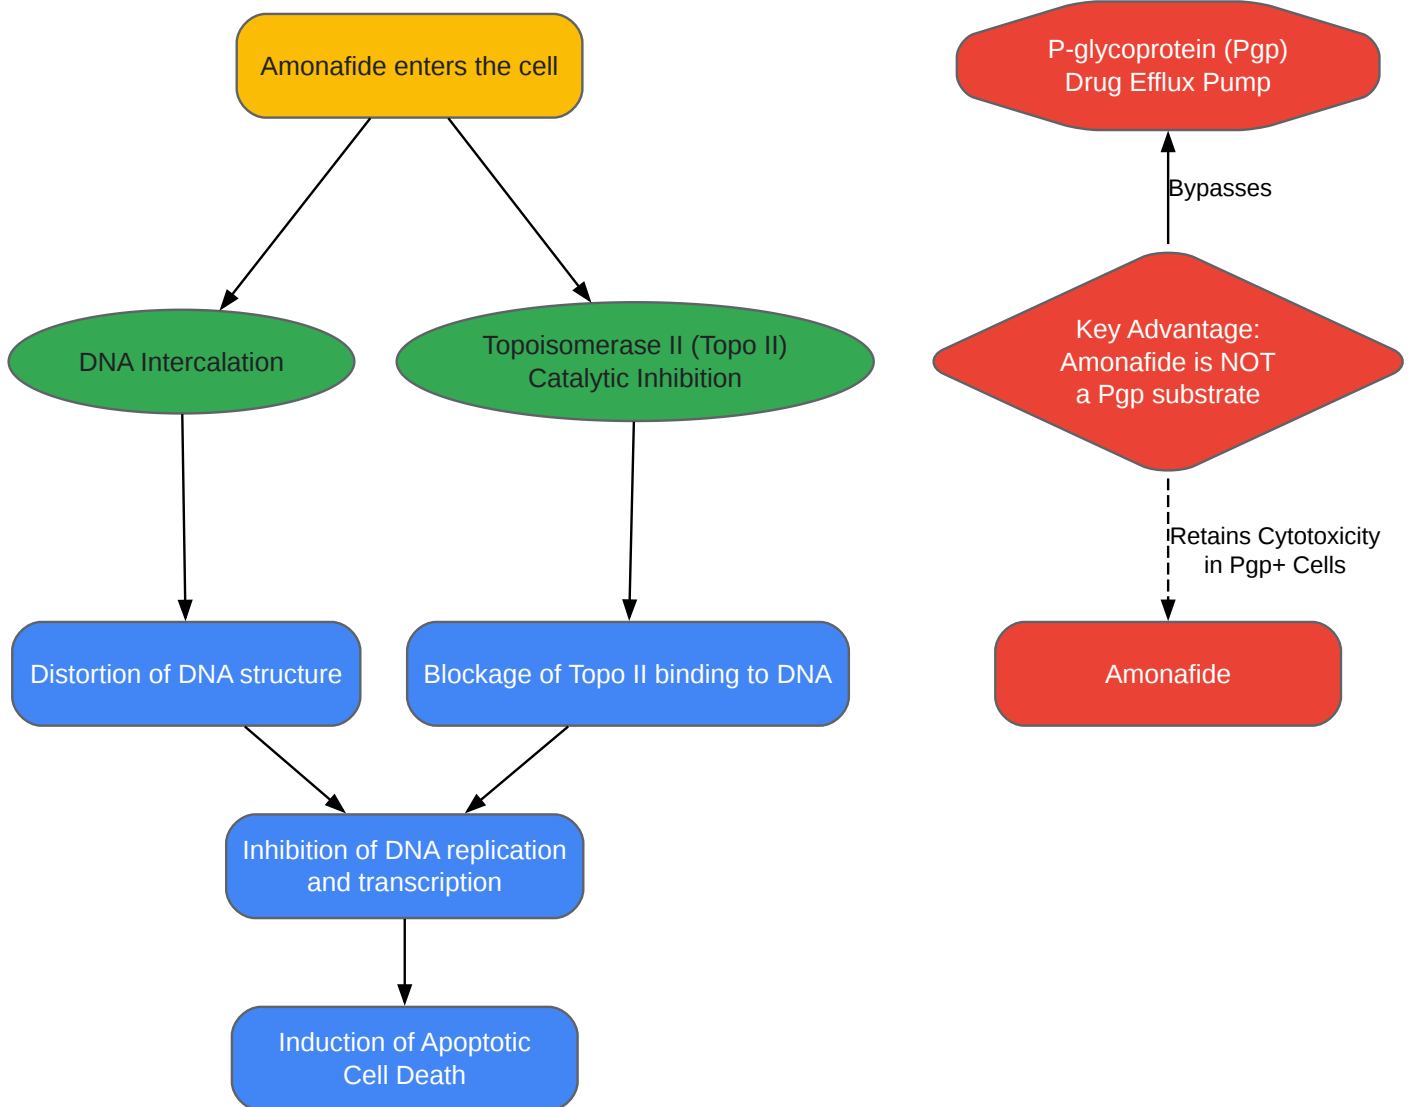 Amonafide enters the cell
DNA Intercalation
Topoisomerase II (Topo II)
Catalytic Inhibition
Distortion of DNA structure
Blockage of Topo II binding to DNA
Inhibition of DNA replication
and transcription
Induction of Apoptotic
Cell Death
P-glycoprotein (Pgp)
Drug Efflux Pump
Bypasses
Key Advantage:
Amonafide is NOT
a Pgp substrate
Retains Cytotoxicity
in Pgp+ Cells
Amonafide